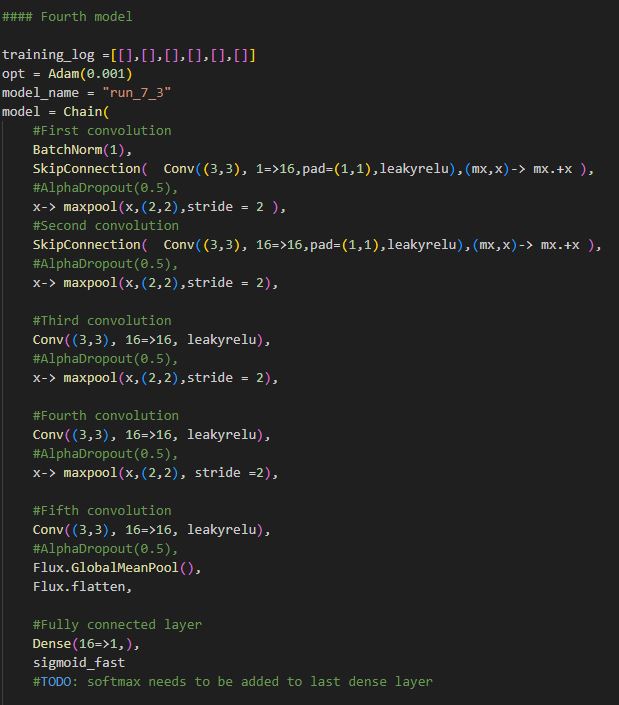 #### Fourth model
training_log =[[],[],[],[],[],[]]
opt = Adam(0.001)
model_name = "run_7_3"
model = Chain(
    #First convolution
    BatchNorm(1),
    SkipConnection(  Conv((3,3), 1=>16,pad=(1,1),leakyrelu),(mx,x)-> mx.+x ),
    #AlphaDropout(0.5),
    x-> maxpool(x,(2,2),stride = 2 ),
    #Second convolution
    SkipConnection(  Conv((3,3), 16=>16,pad=(1,1),leakyrelu),(mx,x)-> mx.+x ),
    #AlphaDropout(0.5),
    x-> maxpool(x,(2,2),stride = 2),
    #Third convolution
    Conv((3,3), 16=>16, leakyrelu),
    #AlphaDropout(0.5),
    x-> maxpool(x,(2,2),stride = 2),
    #Fourth convolution
    Conv((3,3), 16=>16, leakyrelu),
    #AlphaDropout(0.5),
    x-> maxpool(x,(2,2), stride =2),
    #Fifth convolution
    Conv((3,3), 16=>16, leakyrelu),
    #AlphaDropout(0.5),
    Flux.GlobalMeanPool(),
    Flux.flatten,
    #Fully connected layer
    Dense(16=>1,),
    sigmoid_fast
    #TODO: softmax needs to be added to last dense layer